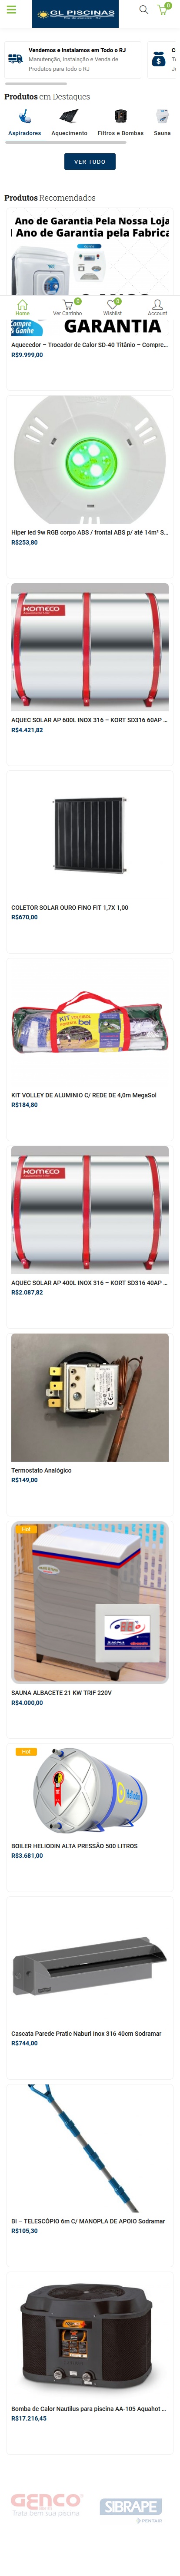 GL PISCINAS
0
Vendemos e Instalamos em Todo o RJ
Manutenção, Instalação e Venda de
Produtos para todo o RJ
Produtos em Destaques
Aspiradores
Aquecimento
Filtros e Bombas
Sauna
VER TUDO
Produtos Recomendados
Ano de Garantia Pela Nossa Loja
Ano de Garantia pela Fabrica
Home
0
Ver Carrinho
0
Wishlist
Account
Compre
Ganhe
GARANTIA
Aquecedor – Trocador de Calor SD-40 Titânio – Compre...
R$9.999,00
Hiper led 9w RGB corpo ABS / frontal ABS p/ até 14m² S...
R$253,80
KOMECO
AQUEC SOLAR AP 600L INOX 316 – KORT SD316 60AP ...
R$4.421,82
COLETOR SOLAR OURO FINO FIT 1,7X 1,00
R$670,00
KIT VOLLEY DE ALUMINIO C/ REDE DE 4,0m MegaSol
R$184,80
KOMECO
AQUEC SOLAR AP 400L INOX 316 – KORT SD316 40AP ...
R$2.087,82
Termostato Analógico
R$149,00
Hot
SAUNA
SAUNA ALBACETE 21 KW TRIF 220V
R$4.000,00
Hot
BOILER HELIODIN ALTA PRESSÃO 500 LITROS
R$3.681,00
Cascata Parede Pratic Naburi Inox 316 40cm Sodramar
R$744,00
BI – TELESCÓPIO 6m C/ MANOPLA DE APOIO Sodramar
R$105,30
Bomba de Calor Nautilus para piscina AA-105 Aquahot ...
R$17.216,45
GENCO
Trata bem sua piscina
SIBRAPE
PENTAIR